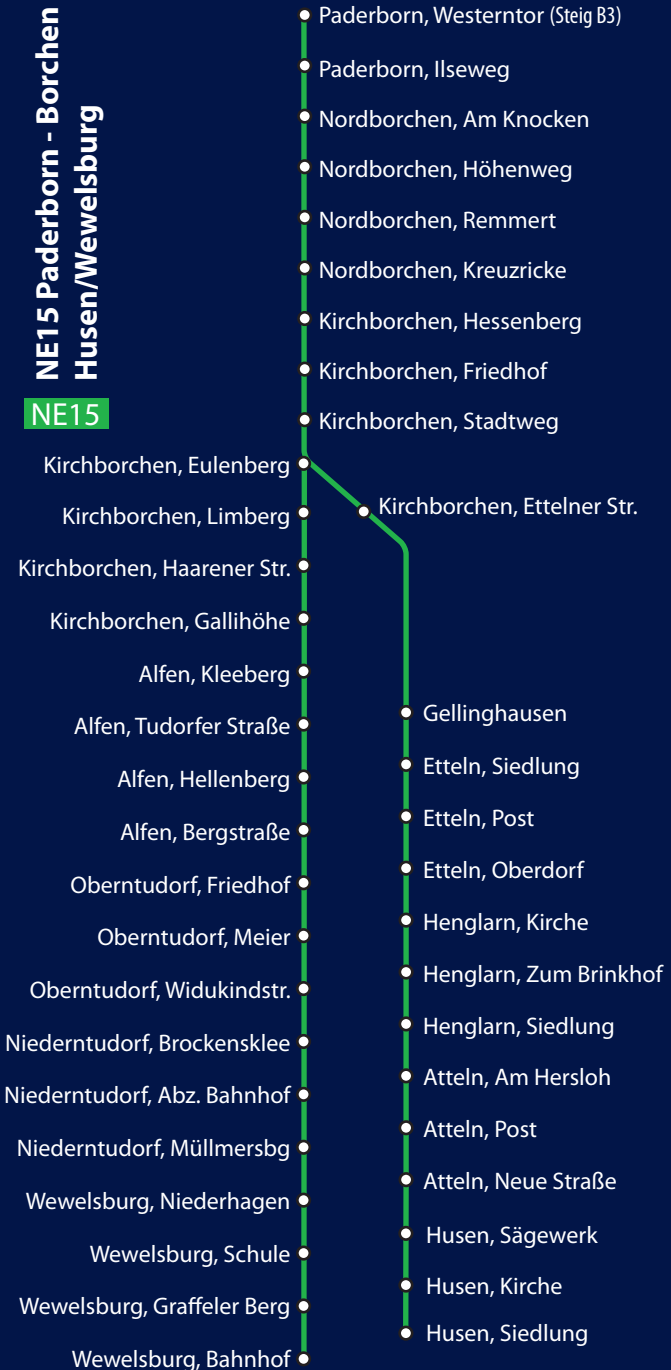 NE15 Paderborn - Borchen
Husen/Wewelsburg
NE15
Paderborn, Westerntor (Steig B3)
Paderborn, Ilseweg
Nordborchen, Am Knocken
Nordborchen, Höhenweg
Nordborchen, Remmert
Nordborchen, Kreuzricke
Kirchborchen, Hessenberg
Kirchborchen, Friedhof
Kirchborchen, Stadtweg
Kirchborchen, Eulenberg
Kirchborchen, Limberg
Kirchborchen, Haarener Str.
Kirchborchen, Gallihöhe
Alfen, Kleeberg
Alfen, Tudorfer Straße
Alfen, Hellenberg
Alfen, Bergstraße
Oberntudorf, Friedhof
Oberntudorf, Meier
Oberntudorf, Widukindstr.
Niederntudorf, Brockensklee
Niederntudorf, Abz. Bahnhof
Niederntudorf, Müllmersbg
Wewelsburg, Niederhagen
Wewelsburg, Schule
Wewelsburg, Graffeler Berg
Wewelsburg, Bahnhof
Kirchborchen, Ettelner Str.
Gellinghausen
Etteln, Siedlung
Etteln, Post
Etteln, Oberdorf
Henglarn, Kirche
Henglarn, Zum Brinkhof
Henglarn, Siedlung
Atteln, Am Hersloh
Atteln, Post
Atteln, Neue Straße
Husen, Sägewerk
Husen, Kirche
Husen, Siedlung